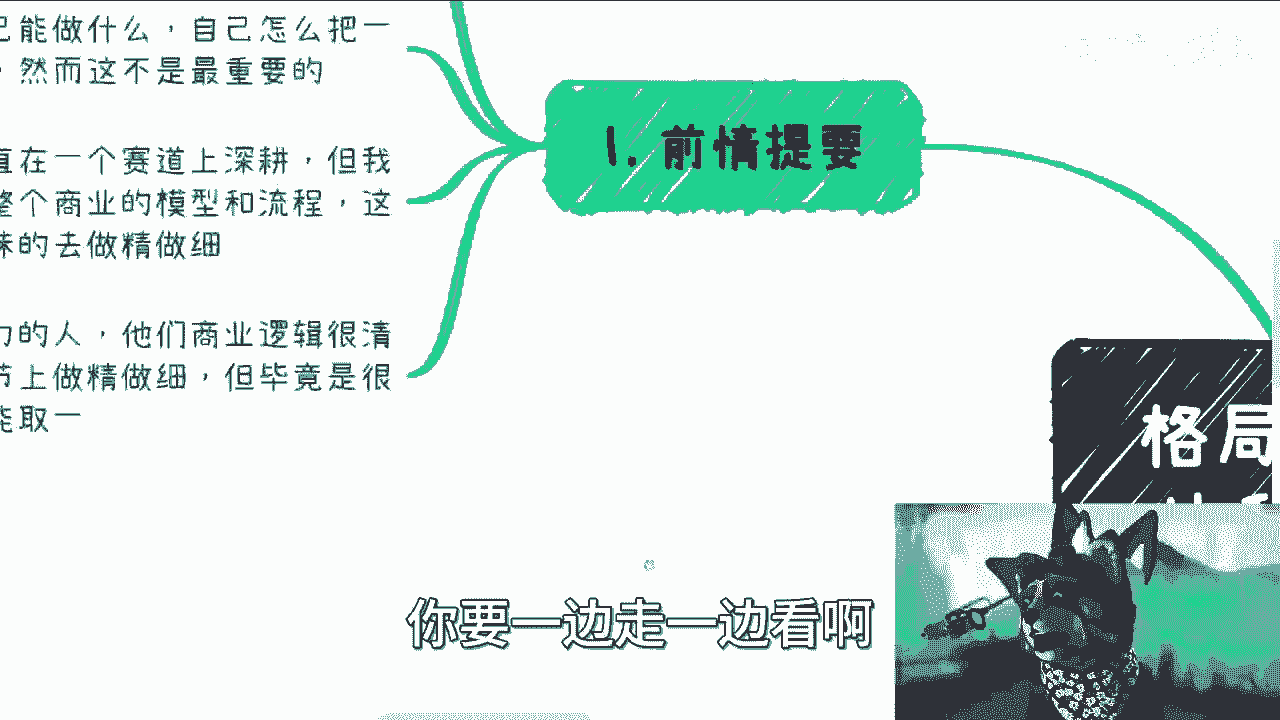 己能做什么，自己怎么把一
，然而这不是最重要的
直在一个赛道上深耕，但我
整个商业的模型和流程，这
的去做精做细
力的人，他们商业逻辑很清
节上做精做细，但毕竟是很
能取一
1. 前情提要
格局
你要一边走一边看啊